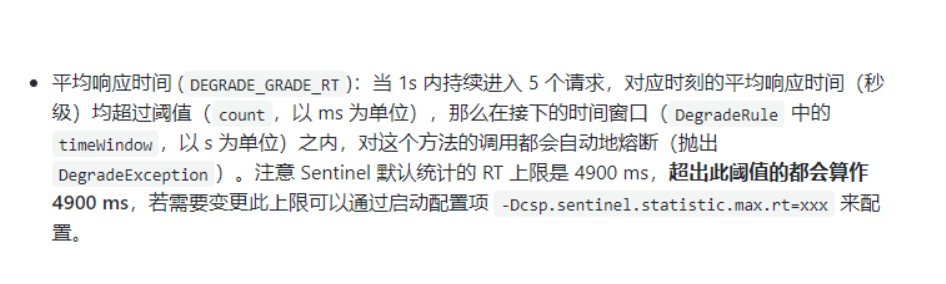 平均响应时间 (DEGRADE_GRADE_RT)：当 1s 内持续进入 5 个请求，对应时刻的平均响应时间（秒
级）均超过阈值（count，以 ms 为单位），那么在接下的时间窗口（DegradeRule 中的
timeWindow，以 s 为单位）之内，对这个方法的调用都会自动地熔断（抛出
DegradeException）。注意 Sentinel 默认统计的 RT 上限是 4900 ms，超出此阈值的都会算作
4900 ms，若需要变更此上限可以通过启动配置项 -Dcsp.sentinel.statistic.max.rt=xxx 来配
置。